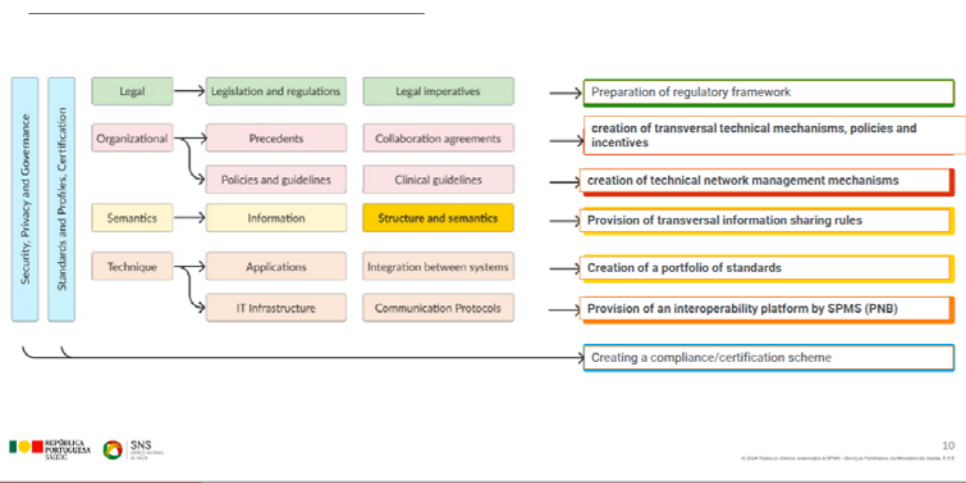 Security, Privacy and Governance
Standards and Profiles, Certification
Legal
Legislation and regulations
Legal imperatives
Preparation of regulatory framework
Organizational
Precedents
Collaboration agreements
creation of transversal technical mechanisms, policies and
incentives
Policies and guidelines
Clinical guidelines
creation of technical network management mechanisms
Semantics
Information
Structure and semantics
Provision of transversal information sharing rules
Technique
Applications
Integration between systems
Creation of a portfolio of standards
IT Infrastructure
Communication Protocols
Provision of an interoperability platform by SPMS (PNB)
Creating a compliance/certification scheme
REPÚBLICA
PORTUGUESA
SAÚDE
SNS
10